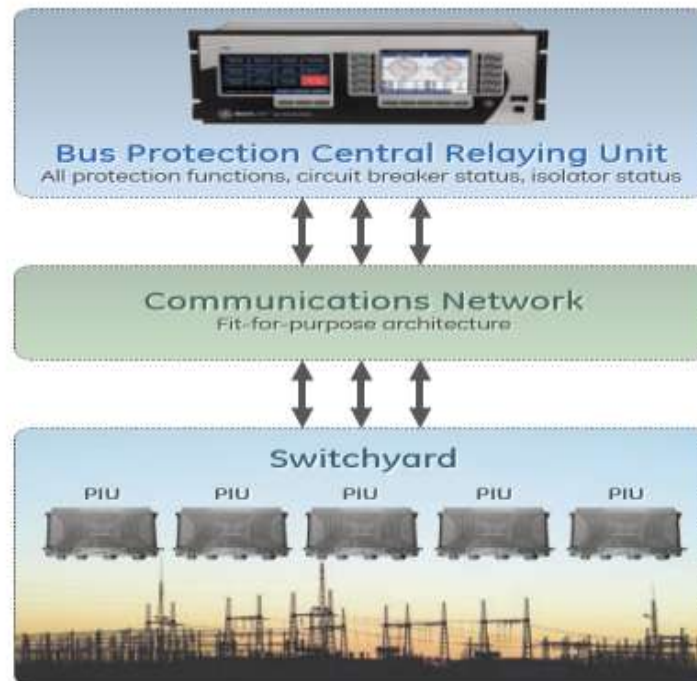 Bus Protection Central Relaying Unit
All protection functions, circuit breaker status, isolator status
Communications Network
Fit-for-purpose architecture
Switchyard
PIU PIU PIU PIU PIU